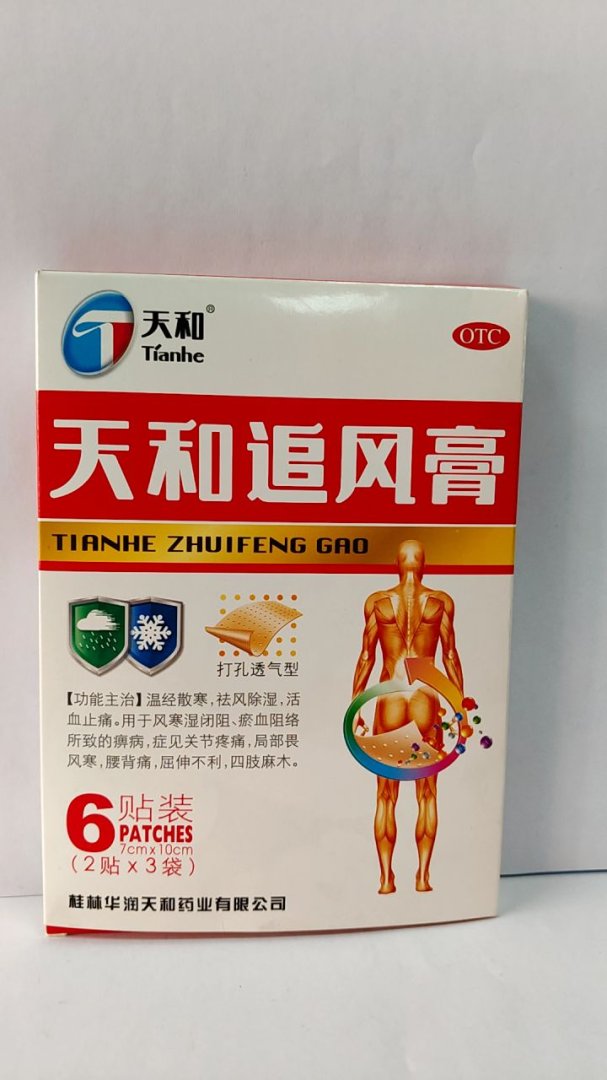 天和®
Tianhe
OTC
天和追风膏
TIANHE ZHUIFENG GAO
打孔透气型
【功能主治】温经散寒,祛风除湿,活
血止痛。用于风寒湿闭阻、瘀血阻络
所致的痹病,症见关节疼痛,局部畏
风寒,腰背痛,屈伸不利,四肢麻木。
6贴装
PATCHES
7cmx10cm
(2贴x3袋)
桂林华润天和药业有限公司